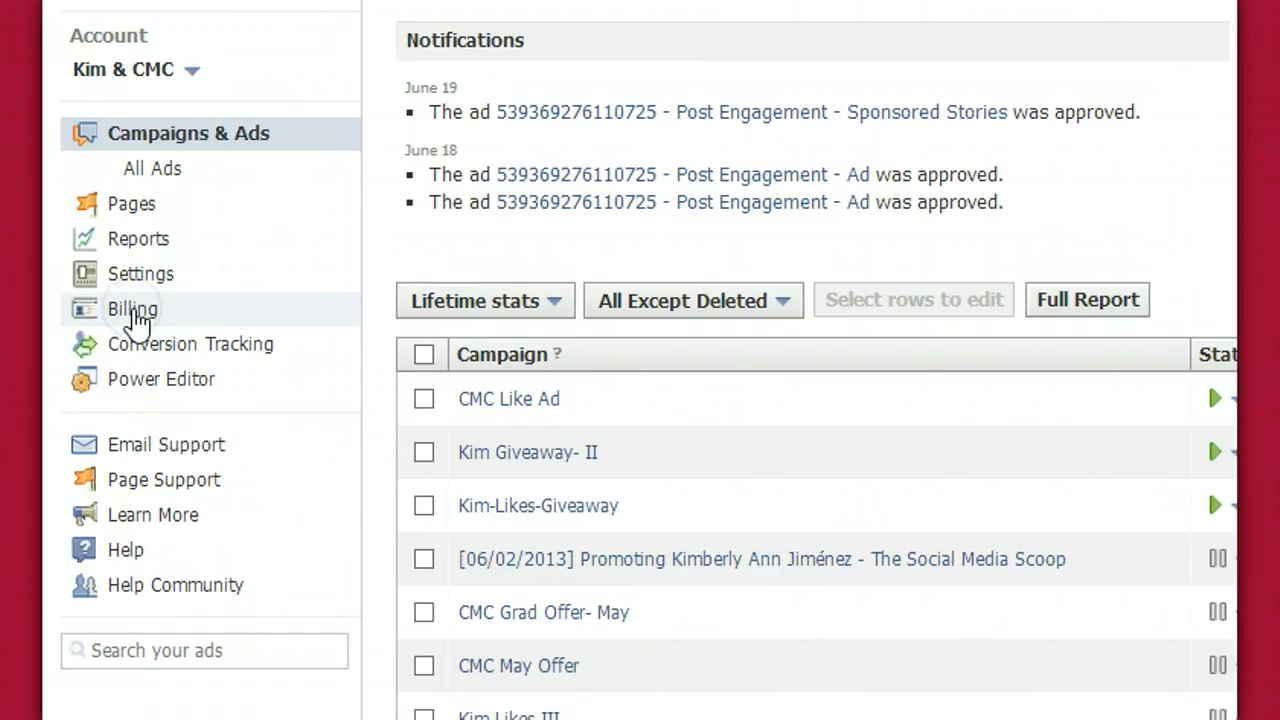 Account
Kim & CMC
Campaigns & Ads
All Ads
Pages
Reports
Settings
Billing
Conversion Tracking
Power Editor
Email Support
Page Support
Learn More
Help
Help Community
Search your ads
Notifications
June 19
The ad 539369276110725 - Post Engagement - Sponsored Stories was approved.
June 18
The ad 539369276110725 - Post Engagement - Ad was approved.
The ad 539369276110725 - Post Engagement - Ad was approved.
Lifetime stats All Except Deleted Select rows to edit Full Report
Campaign ? Stat
CMC Like Ad
Kim Giveaway- II
Kim-Likes-Giveaway
[06/02/2013] Promoting Kimberly Ann Jiménez - The Social Media Scoop
CMC Grad Offer- May
CMC May Offer
Kim Likes III